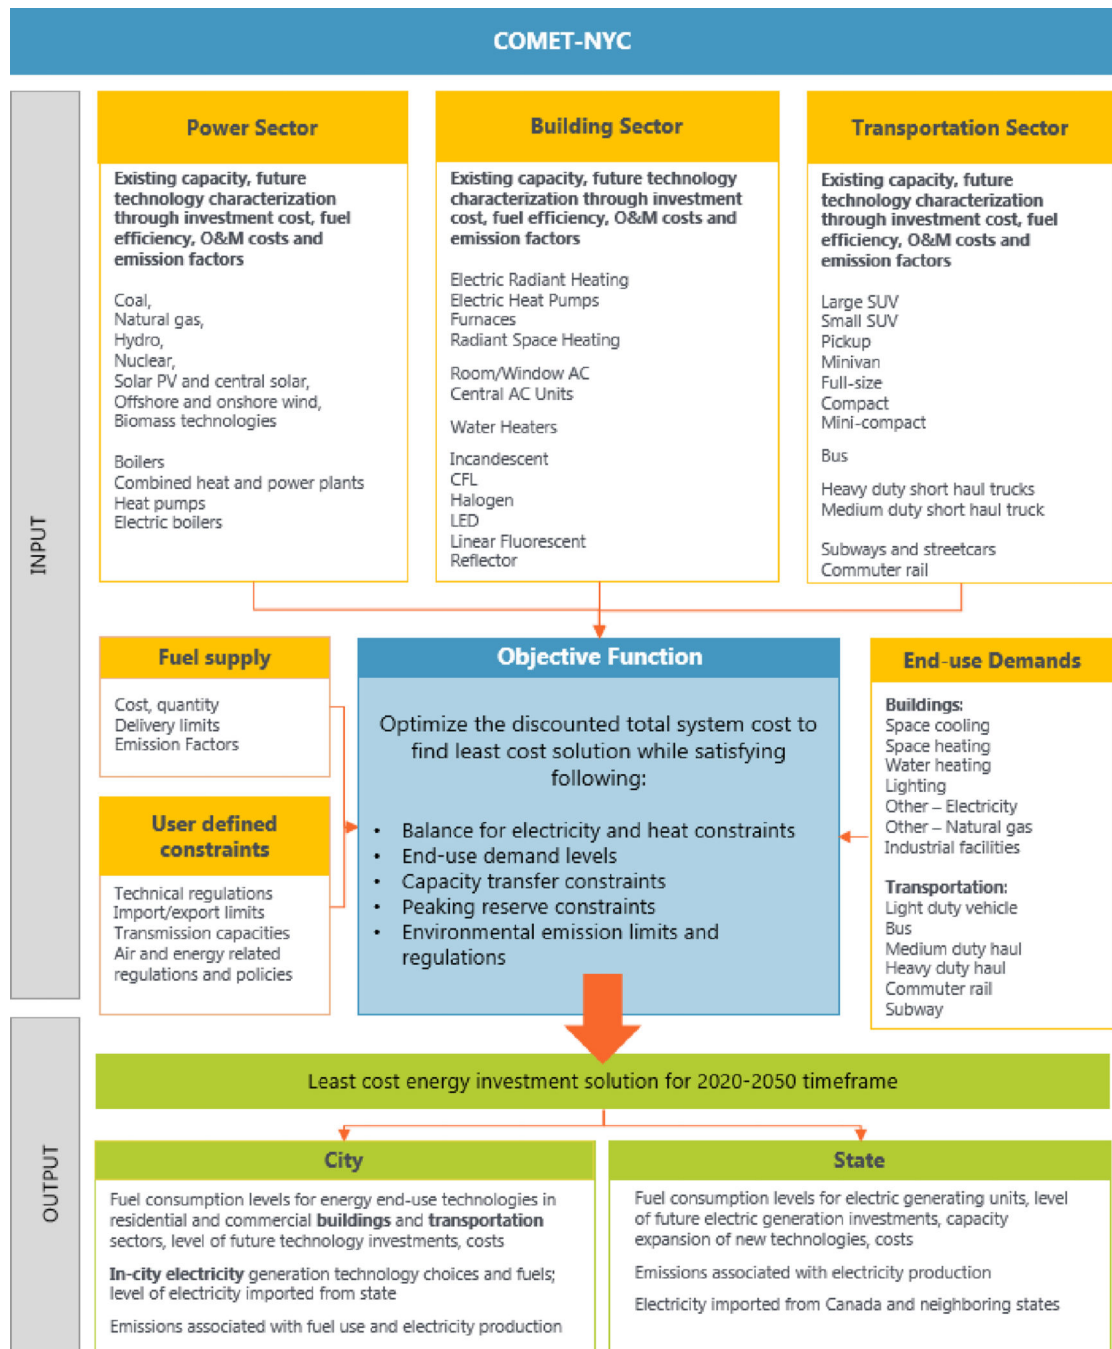 COMET-NYC
INPUT
Power Sector
Existing capacity, future
technology characterization
through investment cost, fuel
efficiency, O&M costs and
emission factors
Coal,
Natural gas,
Hydro,
Nuclear,
Solar PV and central solar,
Offshore and onshore wind,
Biomass technologies
Boilers
Combined heat and power plants
Heat pumps
Electric boilers
Building Sector
Existing capacity, future technology
characterization through investment
cost, fuel efficiency, O&M costs and
emission factors
Electric Radiant Heating
Electric Heat Pumps
Furnaces
Radiant Space Heating
Room/Window AC
Central AC Units
Water Heaters
Incandescent
CFL
Halogen
LED
Linear Fluorescent
Reflector
Transportation Sector
Existing capacity, future
technology characterization
through investment cost, fuel
efficiency, O&M costs and
emission factors
Large SUV
Small SUV
Pickup
Minivan
Full-size
Compact
Mini-compact
Bus
Heavy duty short haul trucks
Medium duty short haul truck
Subways and streetcars
Commuter rail
Fuel supply
Cost, quantity
Delivery limits
Emission Factors
User defined
constraints
Technical regulations
Import/export limits
Transmission capacities
Air and energy related
regulations and policies
Objective Function
Optimize the discounted total system cost to
find least cost solution while satisfying
following:
• Balance for electricity and heat constraints
• End-use demand levels
• Capacity transfer constraints
• Peaking reserve constraints
• Environmental emission limits and
regulations
End-use Demands
Buildings:
Space cooling
Space heating
Water heating
Lighting
Other – Electricity
Other – Natural gas
Industrial facilities
Transportation:
Light duty vehicle
Bus
Medium duty haul
Heavy duty haul
Commuter rail
Subway
OUTPUT
Least cost energy investment solution for 2020-2050 timeframe
City
Fuel consumption levels for energy end-use technologies in
residential and commercial buildings and transportation
sectors, level of future technology investments, costs
In-city electricity generation technology choices and fuels;
level of electricity imported from state
Emissions associated with fuel use and electricity production
State
Fuel consumption levels for electric generating units, level
of future electric generation investments, capacity
expansion of new technologies, costs
Emissions associated with electricity production
Electricity imported from Canada and neighboring states